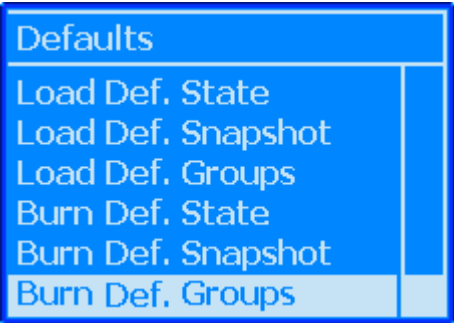 Defaults
Load Def. State
Load Def. Snapshot
Load Def. Groups
Burn Def. State
Burn Def. Snapshot
Burn Def. Groups